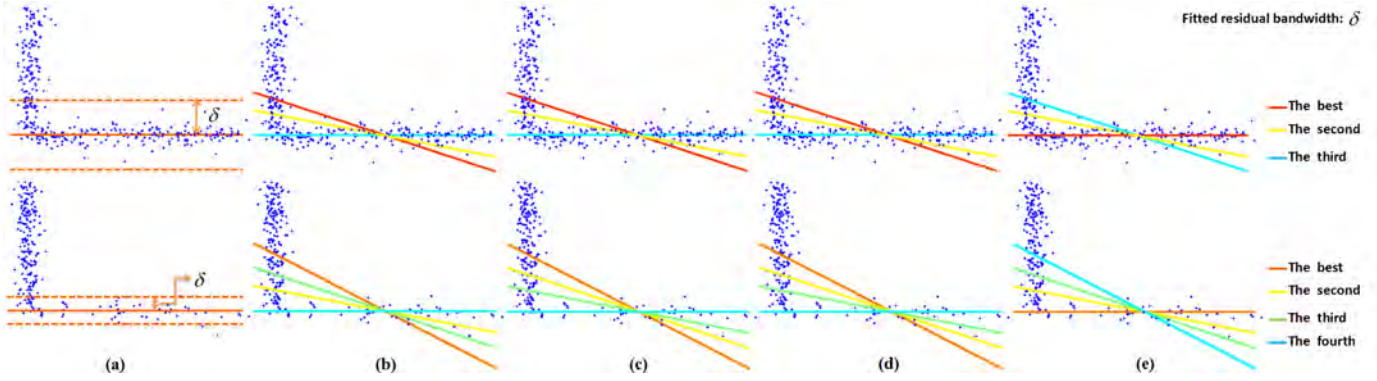 Fitted residual bandwidth: δ
δ
The best
The second
The third
δ
The best
The second
The third
The fourth
(a)
(b)
(c)
(d)
(e)